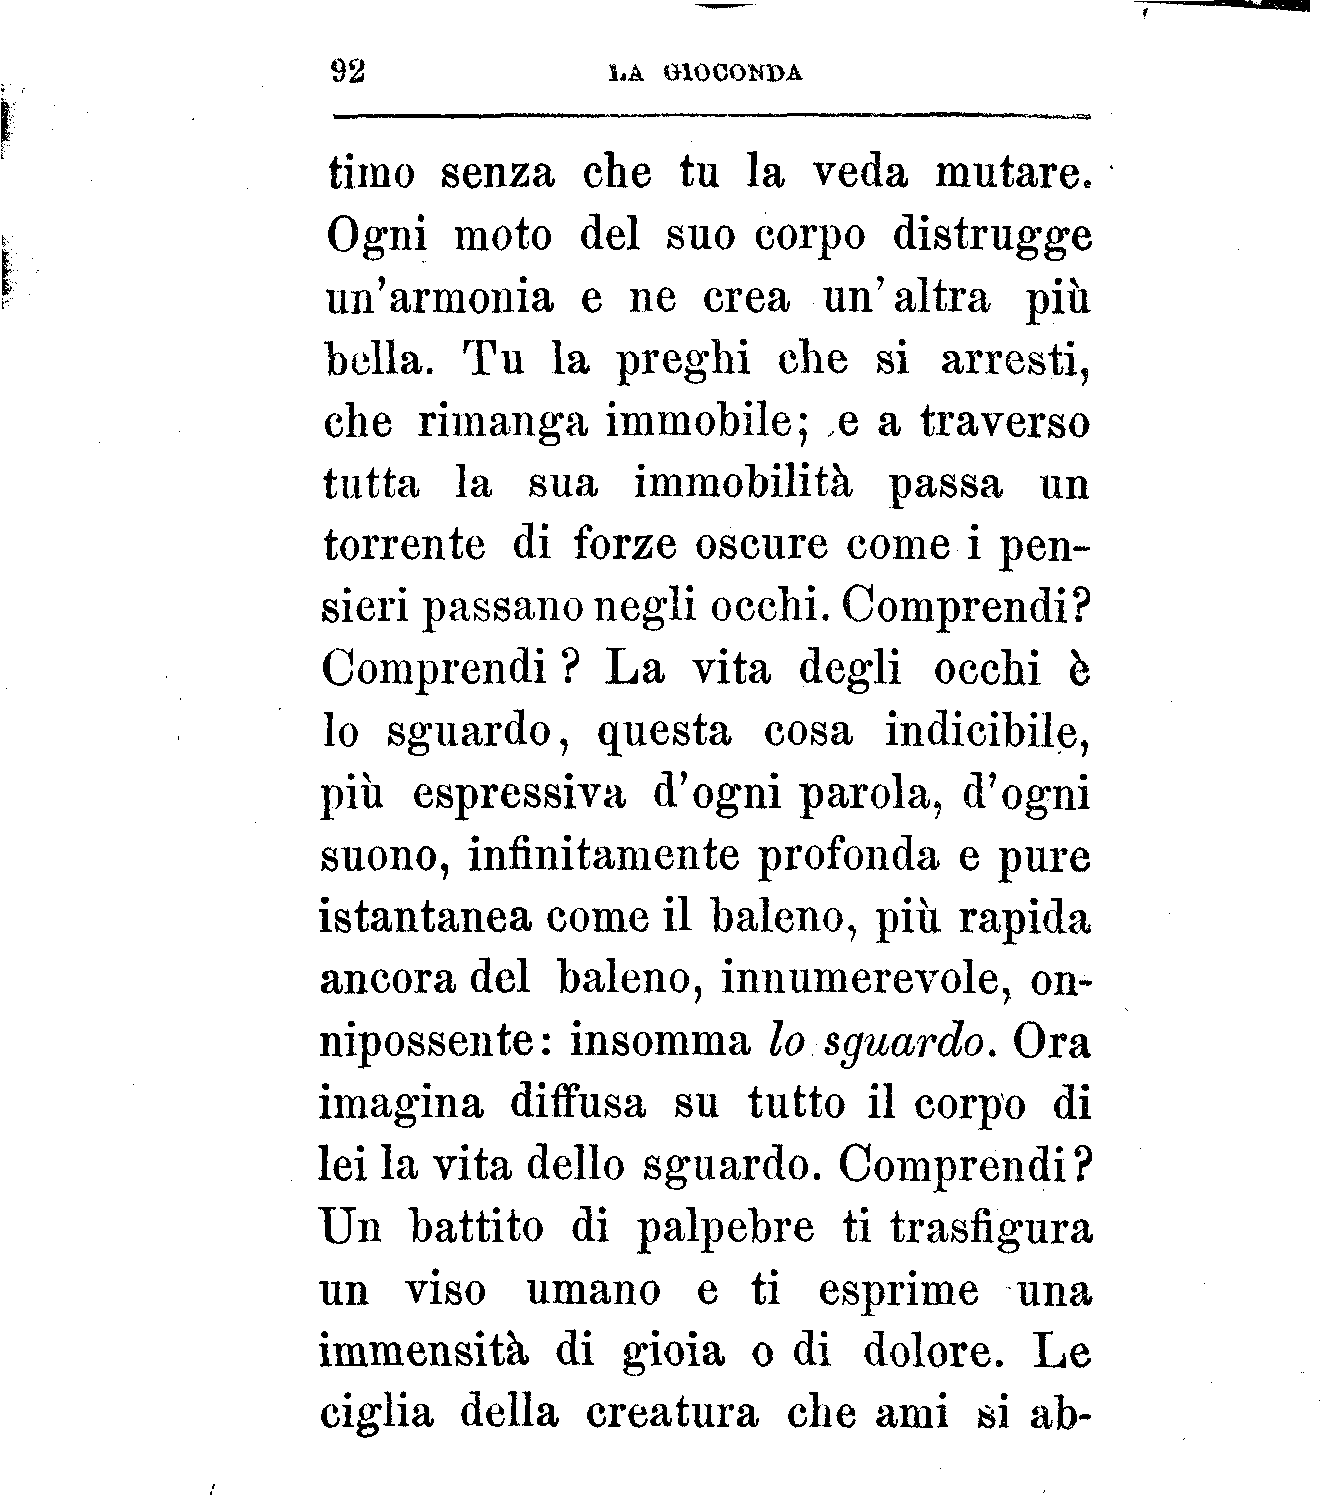 92 LA GIOCONDA
timo senza che tu la veda mutare.
Ogni moto del suo corpo distrugge
un'armonia e ne crea un'altra più
bella. Tu la preghi che si arresti,
che rimanga immobile; e a traverso
tutta la sua immobilità passa un
torrente di forze oscure come i pen-
sieri passano negli occhi. Comprendi?
Comprendi? La vita degli occhi è
lo sguardo, questa cosa indicibile,
più espressiva d'ogni parola, d'ogni
suono, infinitamente profonda e pure
istantanea come il baleno, più rapida
ancora del baleno, innumerevole, on-
nipossente: insomma lo sguardo. Ora
imagina diffusa su tutto il corpo di
lei la vita dello sguardo. Comprendi?
Un battito di palpebre ti trasfigura
un viso umano e ti esprime una
immensità di gioia o di dolore. Le
ciglia della creatura che ami si ab-